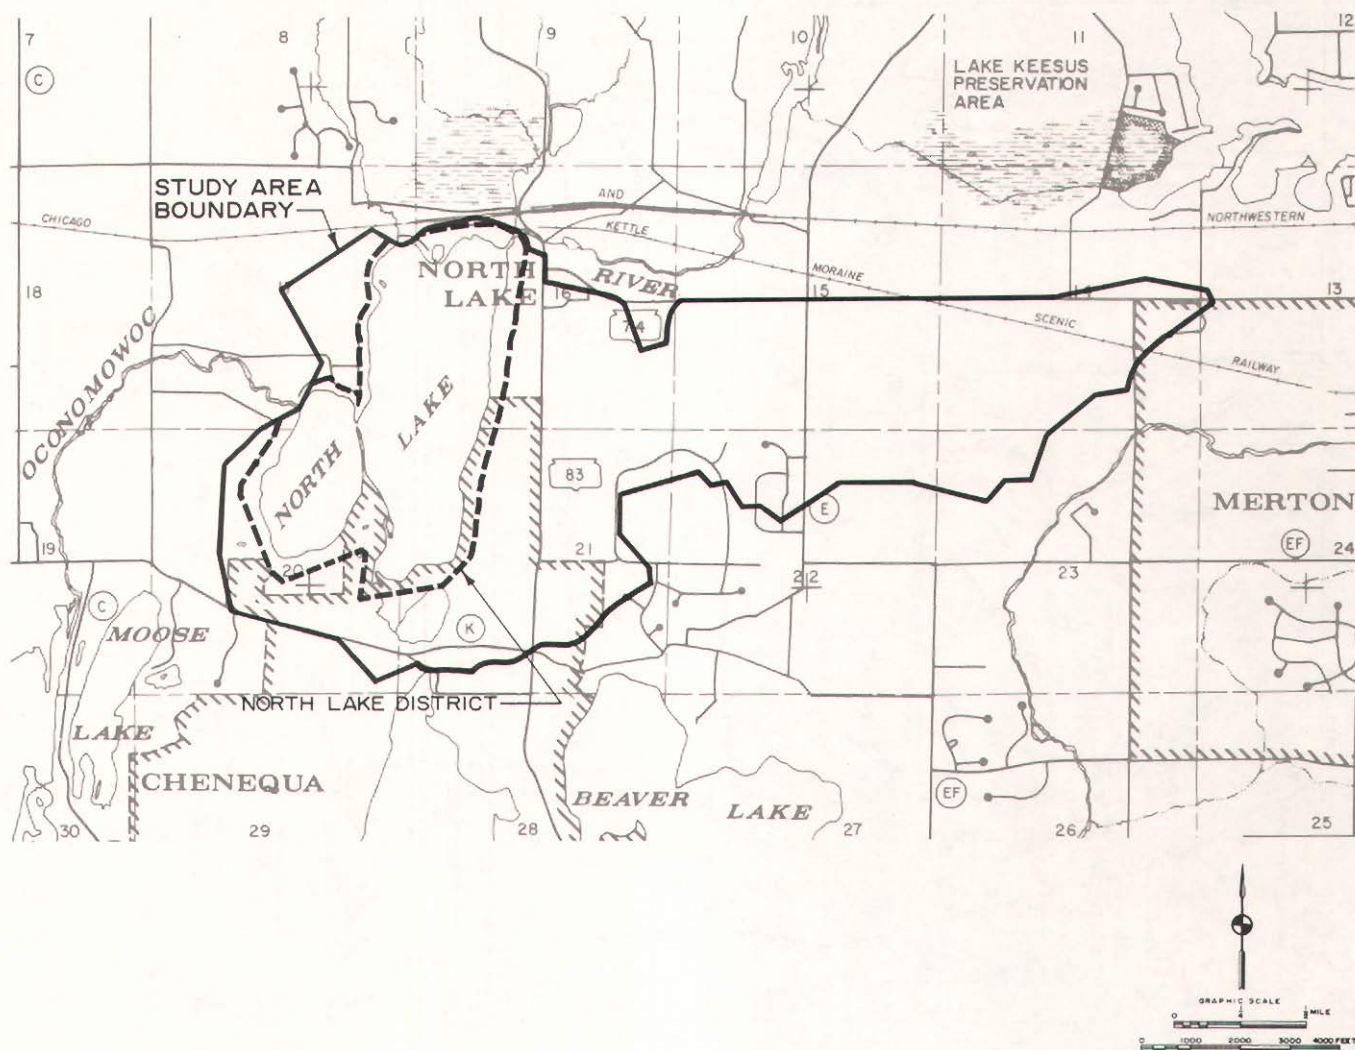 7
8
9
10
11
12
C
LAKE KEESUS
PRESERVATION
AREA
STUDY AREA
BOUNDARY
CHICAGO
AND
NORTHWESTERN
KETTLE
MORAINE
SCENIC
RAILWAY
NORTH
LAKE
RIVER
18
16
15
14
13
74
OCONOMOWOC
LAKE
NORTH
83
E
MERTON
EF
19
20
21
22
23
24
C
MOOSE
K
NORTH LAKE DISTRICT
LAKE
CHENEQUA
BEAVER
LAKE
EF
30
29
28
27
26
25
GRAPHIC SCALE
0
MILE
0 1000 2000 3000 4000 FEET